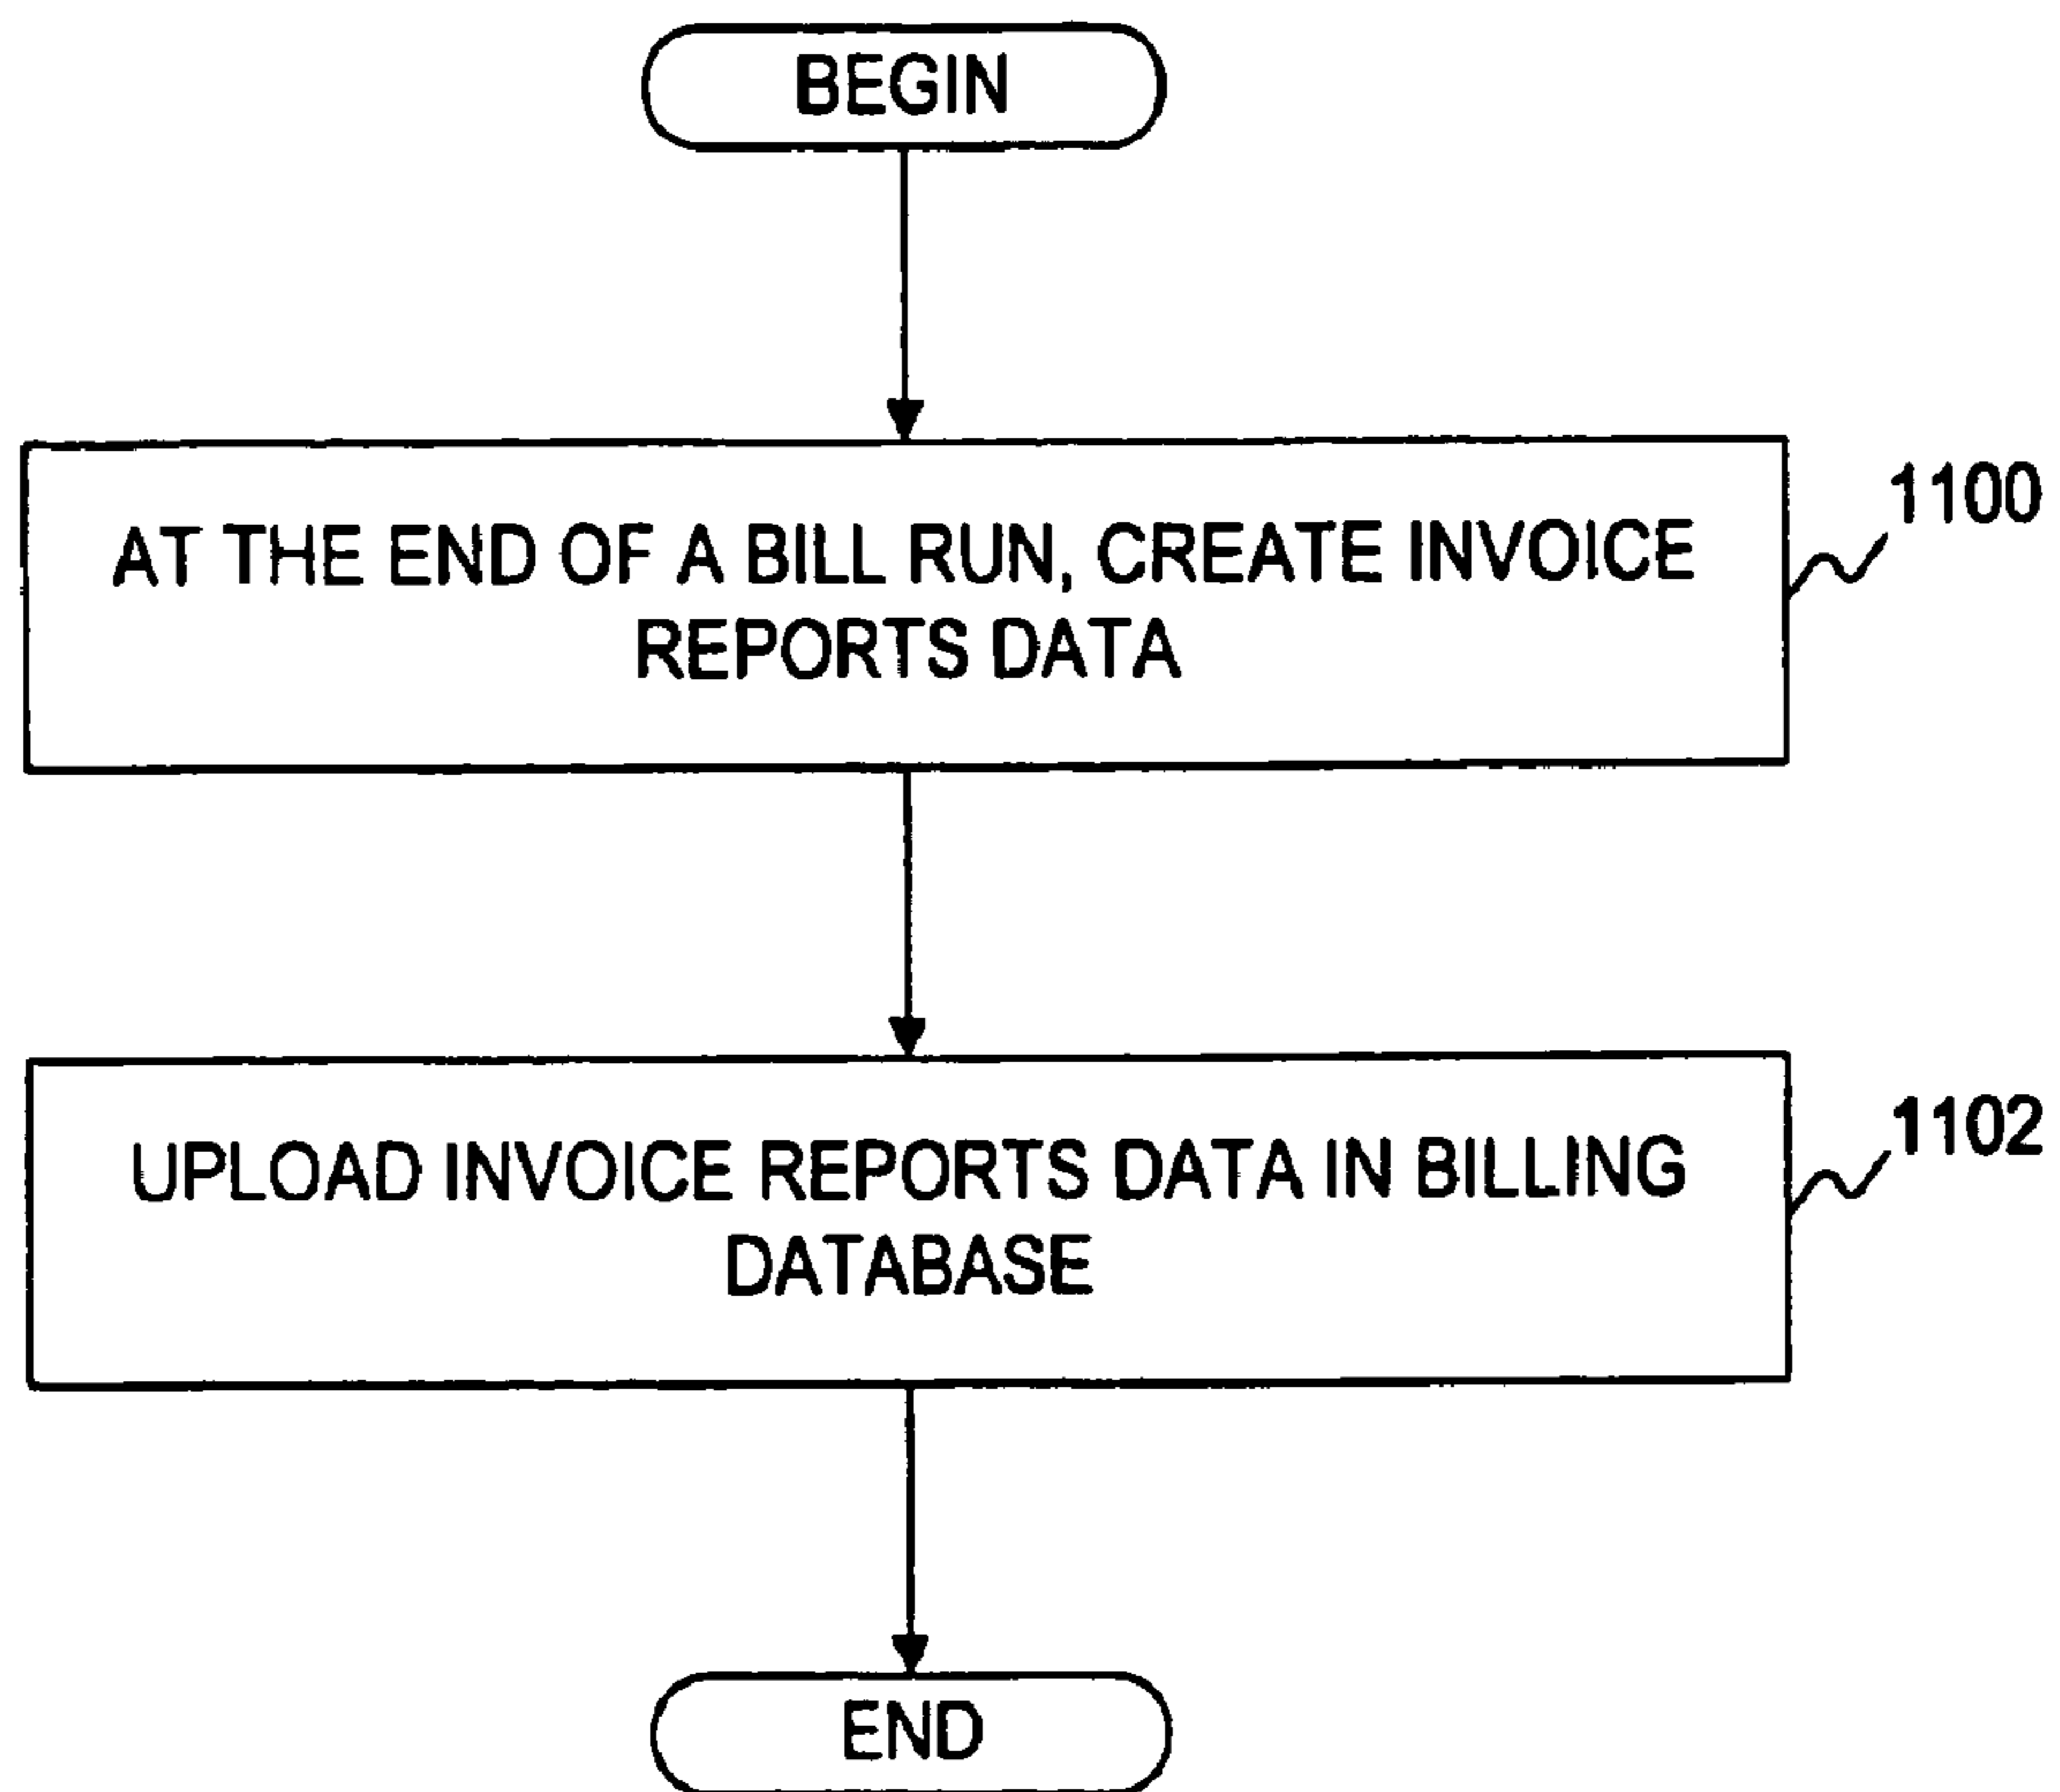 BEGIN
AT THE END OF A BILL RUN, CREATE INVOICE
REPORTS DATA
1100
UPLOAD INVOICE REPORTS DATA IN BILLING
DATABASE
1102
END